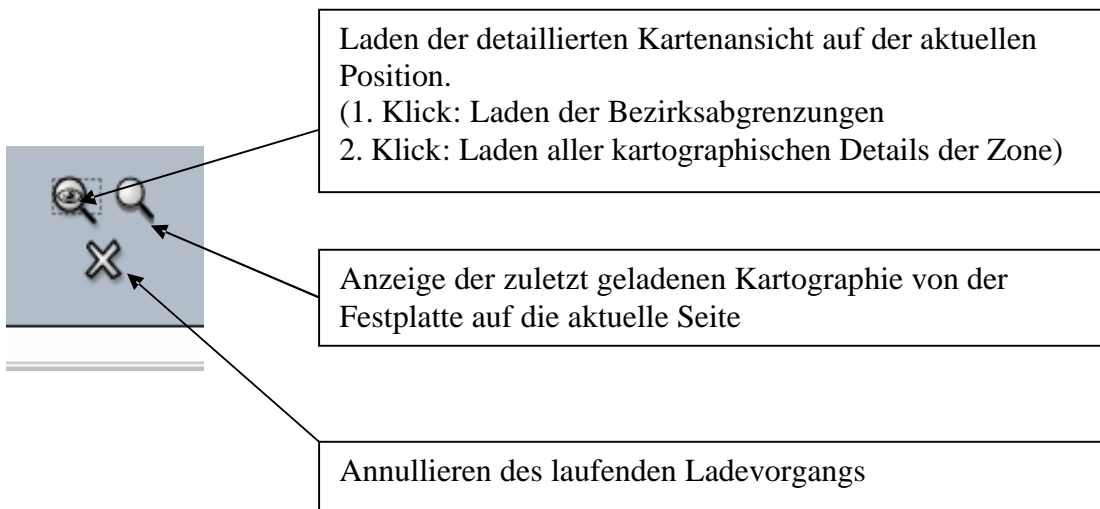 Laden der detaillierten Kartenansicht auf der aktuellen
Position.
(1. Klick: Laden der Bezirksabgrenzungen
2. Klick: Laden aller kartographischen Details der Zone)
Anzeige der zuletzt geladenen Kartographie von der
Festplatte auf die aktuelle Seite
Annullieren des laufenden Ladevorgangs